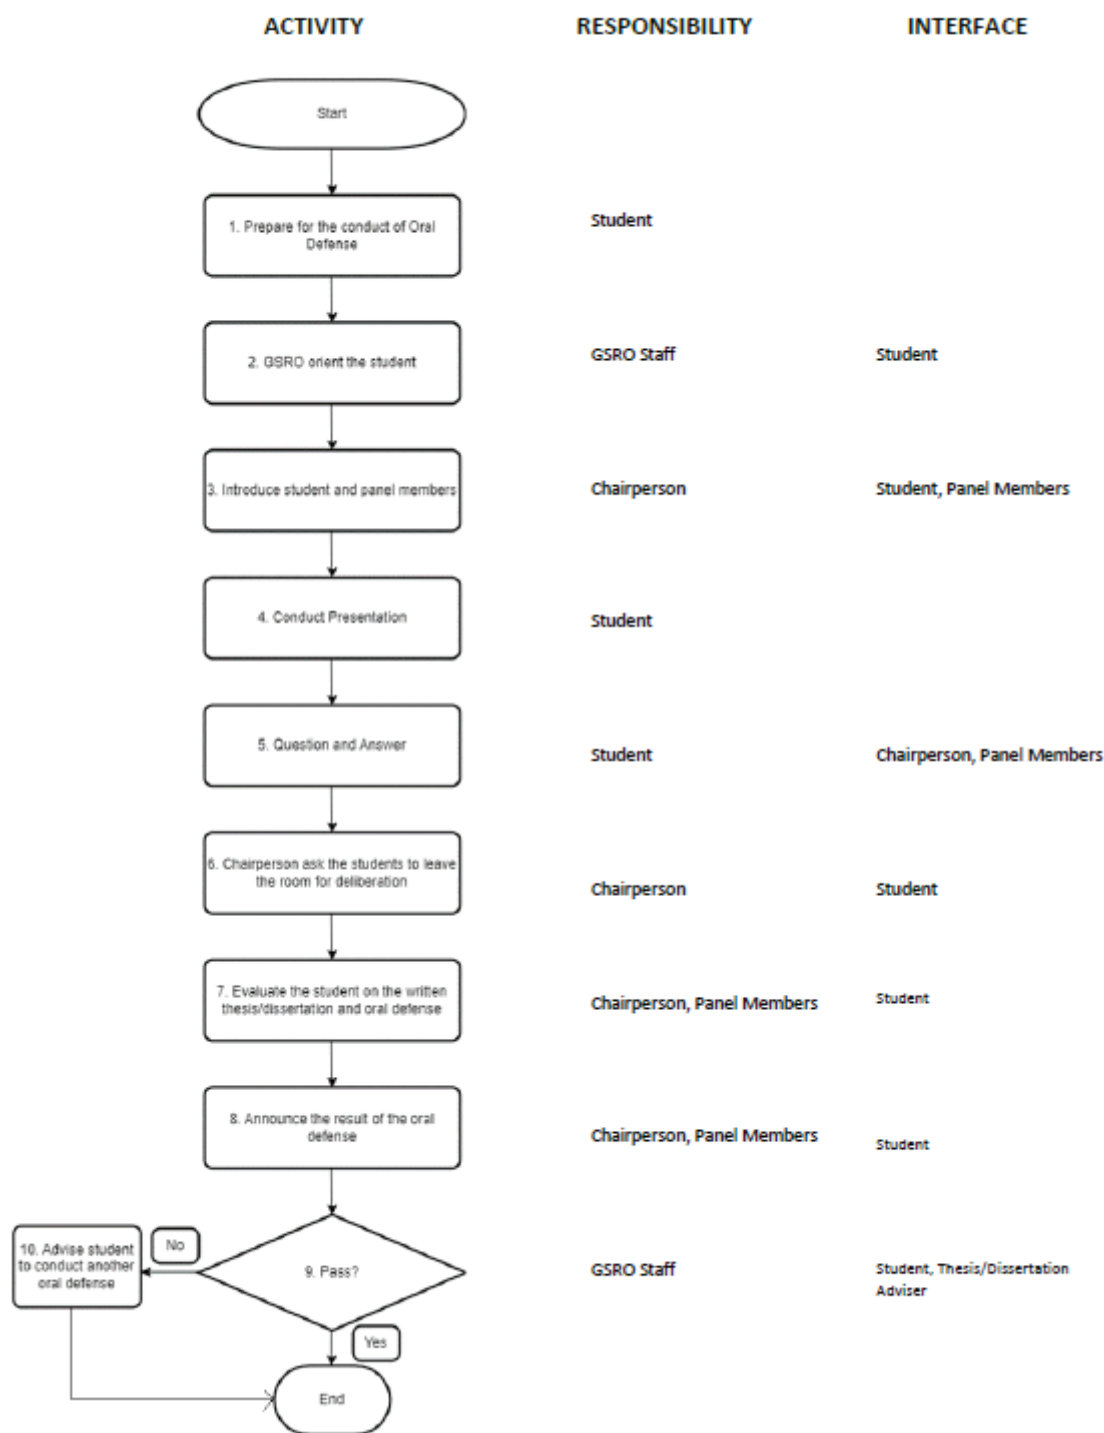 ACTIVITY RESPONSIBILITY INTERFACE
Start
1. Prepare for the conduct of Oral
Defense
Student
2. GSRO orient the student
GSRO Staff
Student
3. Introduce student and panel members
Chairperson
Student, Panel Members
4. Conduct Presentation
Student
5. Question and Answer
Student
Chairperson, Panel Members
6. Chairperson ask the students to leave
the room for deliberation
Chairperson
Student
7. Evaluate the student on the written
thesis/dissertation and oral defense
Chairperson, Panel Members
Student
8. Announce the result of the oral
defense
Chairperson, Panel Members
Student
10. Advise student
to conduct another
oral defense
No
9. Pass?
GSRO Staff
Student, Thesis/Dissertation
Adviser
Yes
End